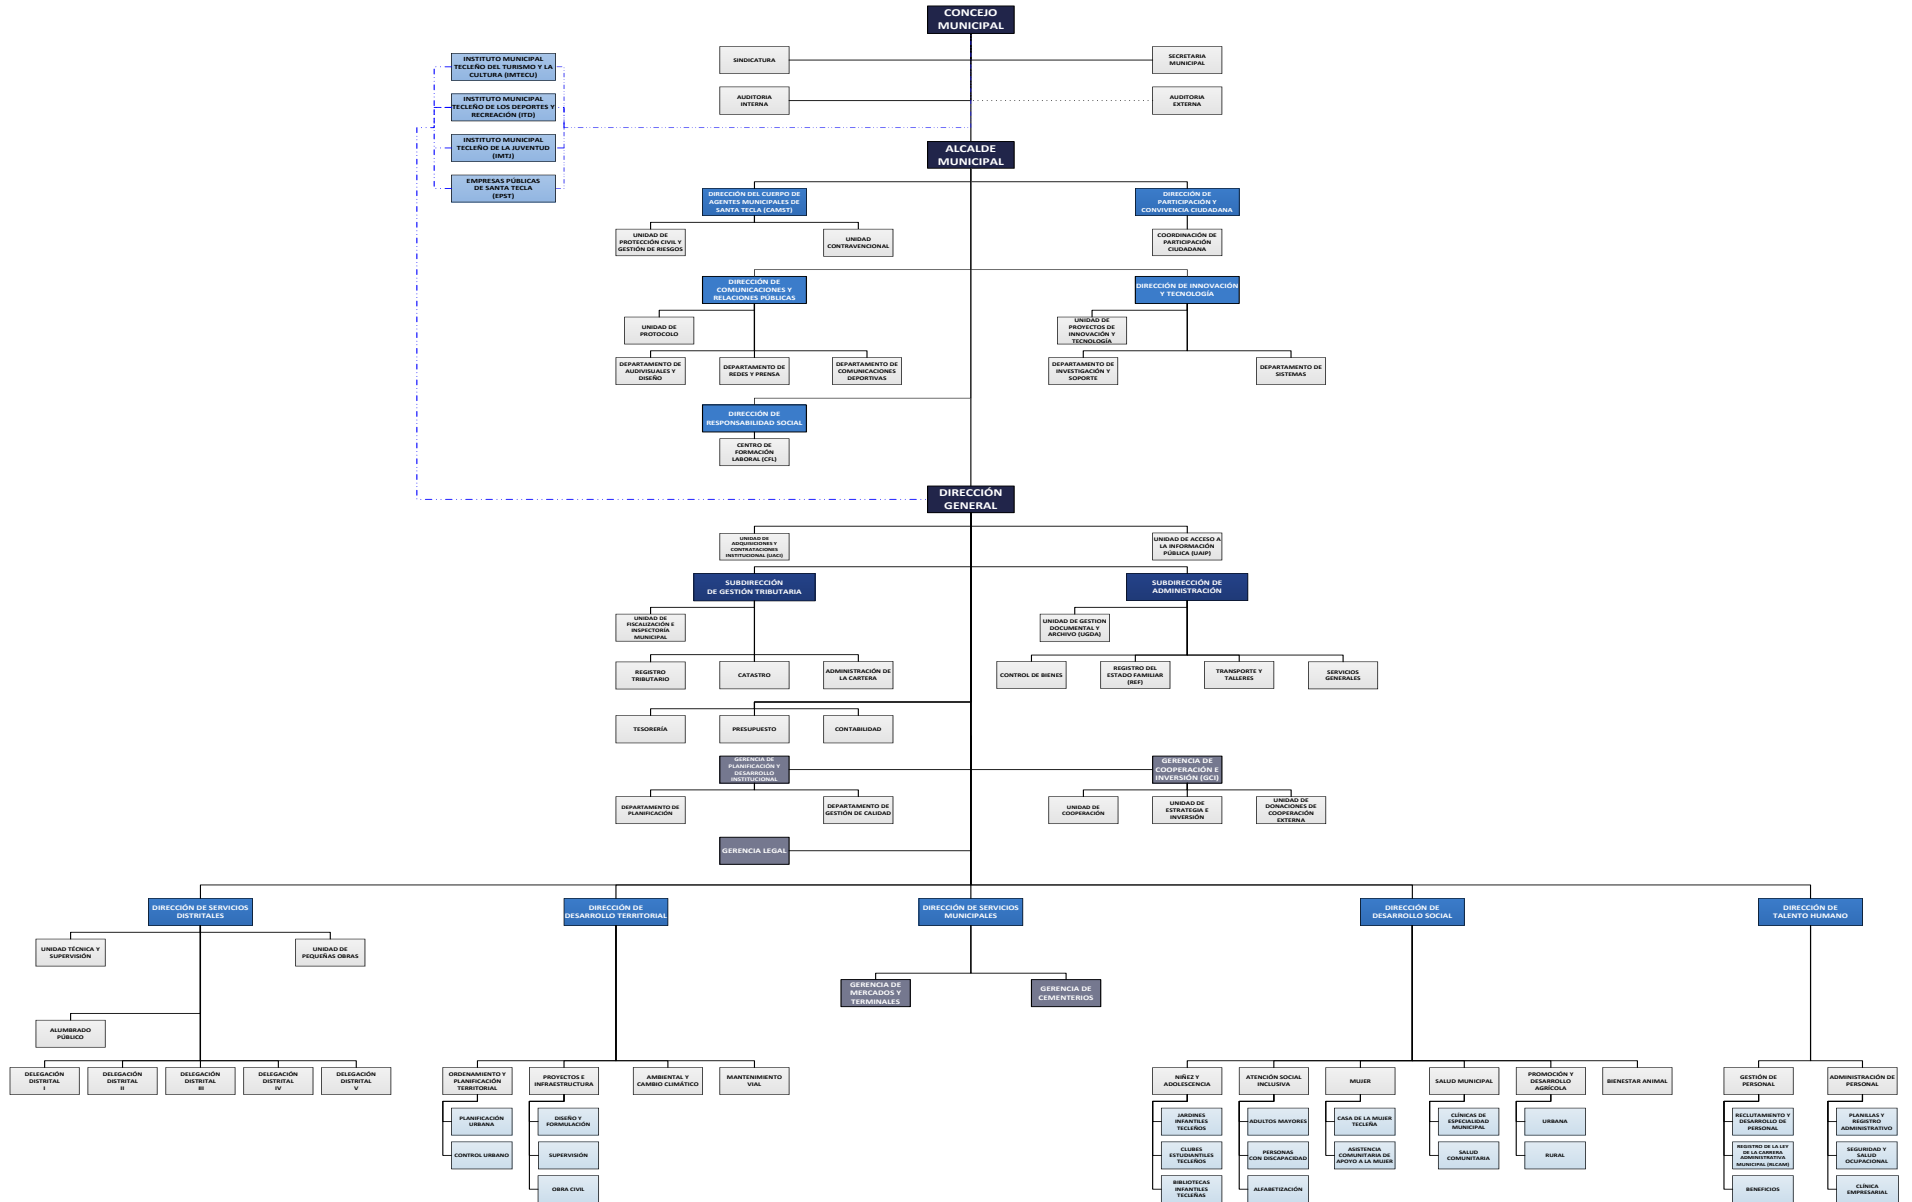 CONCEJO
MUNICIPAL
INSTITUTO MUNICIPAL
TECLEÑO DEL TURISMO Y LA
CULTURA (IMTECU)
SINDICATURA
SECRETARIA
MUNICIPAL
INSTITUTO MUNICIPAL
TECLEÑO DE LOS DEPORTES Y
RECREACIÓN (ITD)
AUDITORIA
INTERNA
AUDITORIA
EXTERNA
INSTITUTO MUNICIPAL
TECLEÑO DE LA JUVENTUD
(IMTJ)
ALCALDE
MUNICIPAL
EMPRESAS PÚBLICAS
DE SANTA TECLA
(EPST)
DIRECCIÓN DEL CUERPO DE
AGENTES MUNICIPALES DE
SANTA TECLA (CAMST)
DIRECCIÓN DE
PARTICIPACIÓN Y
CONVIVENCIA CIUDADANA
UNIDAD DE
PROTECCIÓN CIVIL Y
GESTIÓN DE RIESGOS
UNIDAD
CONTRAVENCIONAL
COORDINACIÓN DE
PARTICIPACIÓN
CIUDADANA
DIRECCIÓN DE
COMUNICACIONES Y
RELACIONES PÚBLICAS
DIRECCIÓN DE INNOVACIÓN
Y TECNOLOGÍA
UNIDAD DE
PROTOCOLO
UNIDAD DE
PROYECTOS DE
INNOVACIÓN Y
TECNOLOGÍA
DEPARTAMENTO DE
AUDIVISUALES Y
DISEÑO
DEPARTAMENTO DE
REDES Y PRENSA
DEPARTAMENTO DE
COMUNICACIONES
DEPORTIVAS
DEPARTAMENTO DE
INVESTIGACIÓN Y
SOPORTE
DEPARTAMENTO DE
SISTEMAS
DIRECCIÓN DE
RESPONSABILIDAD SOCIAL
CENTRO DE
FORMACIÓN
LABORAL (CFL)
DIRECCIÓN
GENERAL
UNIDAD DE
ADQUISICIONES Y
CONTRATACIONES
INSTITUCIONAL (UACI)
UNIDAD DE ACCESO A
LA INFORMACIÓN
PÚBLICA (UAIP)
SUBDIRECCIÓN
DE GESTIÓN TRIBUTARIA
SUBDIRECCIÓN DE
ADMINISTRACIÓN
UNIDAD DE
FISCALIZACIÓN E
INSPECTORÍA
MUNICIPAL
UNIDAD DE GESTION
DOCUMENTAL Y
ARCHIVO (UGDA)
REGISTRO
TRIBUTARIO
CATASTRO
ADMINISTRACIÓN DE
LA CARTERA
CONTROL DE BIENES
REGISTRO DEL
ESTADO FAMILIAR
(REF)
TRANSPORTE Y
TALLERES
SERVICIOS
GENERALES
TESORERÍA
PRESUPUESTO
CONTABILIDAD
GERENCIA DE
PLANIFICACIÓN Y
DESARROLLO
INSTITUCIONAL
GERENCIA DE
COOPERACIÓN E
INVERSIÓN (GCI)
DEPARTAMENTO DE
PLANIFICACIÓN
DEPARTAMENTO DE
GESTIÓN DE CALIDAD
UNIDAD DE
COOPERACIÓN
UNIDAD DE
ESTRATEGIA E
INVERSIÓN
UNIDAD DE
DONACIONES DE
COOPERACIÓN
EXTERNA
GERENCIA LEGAL
DIRECCIÓN DE SERVICIOS
DISTRITALES
DIRECCIÓN DE
DESARROLLO TERRITORIAL
DIRECCIÓN DE SERVICIOS
MUNICIPALES
DIRECCIÓN DE
DESARROLLO SOCIAL
DIRECCIÓN DE
TALENTO HUMANO
UNIDAD TÉCNICA Y
SUPERVISIÓN
UNIDAD DE
PEQUEÑAS OBRAS
GERENCIA DE
MERCADOS Y
TERMINALES
GERENCIA DE
CEMENTERIOS
ALUMBRADO
PÚBLICO
DELEGACIÓN
DISTRITAL
I
DELEGACIÓN
DISTRITAL
II
DELEGACIÓN
DISTRITAL
III
DELEGACIÓN
DISTRITAL
IV
DELEGACIÓN
DISTRITAL
V
ORDENAMIENTO Y
PLANIFICACIÓN
TERRITORIAL
PROYECTOS E
INFRAESTRUCTURA
AMBIENTAL Y
CAMBIO CLIMÁTICO
MANTENIMIENTO
VIAL
NIÑEZ Y
ADOLESCENCIA
ATENCIÓN SOCIAL
INCLUSIVA
MUJER
SALUD MUNICIPAL
PROMOCIÓN Y
DESARROLLO
AGRÍCOLA
BIENESTAR ANIMAL
GESTIÓN DE
PERSONAL
ADMINISTRACIÓN DE
PERSONAL
PLANIFICACIÓN
URBANA
DISEÑO Y
FORMULACIÓN
JARDINES
INFANTILES
TECLEÑOS
ADULTOS MAYORES
CASA DE LA MUJER
TECLEÑA
CLÍNICAS DE
ESPECIALIDAD
MUNICIPAL
URBANA
RECLUTAMIENTO Y
DESARROLLO DE
PERSONAL
PLANILLAS Y
REGISTRO
ADMINISTRATIVO
CONTROL URBANO
SUPERVISIÓN
CLUBES
ESTUDIANTILES
TECLEÑOS
PERSONAS
CON DISCAPACIDAD
ASISTENCIA
COMUNITARIA DE
APOYO A LA MUJER
SALUD
COMUNITARIA
RURAL
REGISTRO DE LA LEY
DE LA CARRERA
ADMINISTRATIVA
MUNICIPAL (RLCAM)
SEGURIDAD Y
SALUD
OCUPACIONAL
OBRA CIVIL
BIBLIOTECAS
INFANTILES
TECLEÑAS
ALFABETIZACIÓN
BENEFICIOS
CLÍNICA
EMPRESARIAL